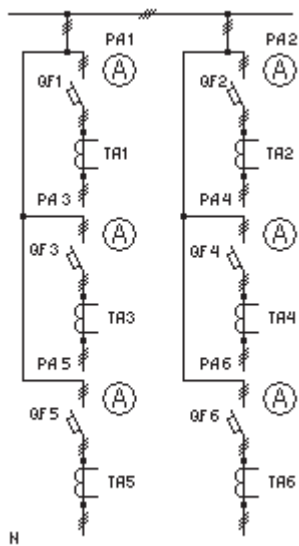 PA1 PA2
A A
QF1 QF2
TA1 TA2
PA3 PA4
A A
QF3 QF4
TA3 TA4
PA5 PA6
A A
QF5 QF6
TA5 TA6
N